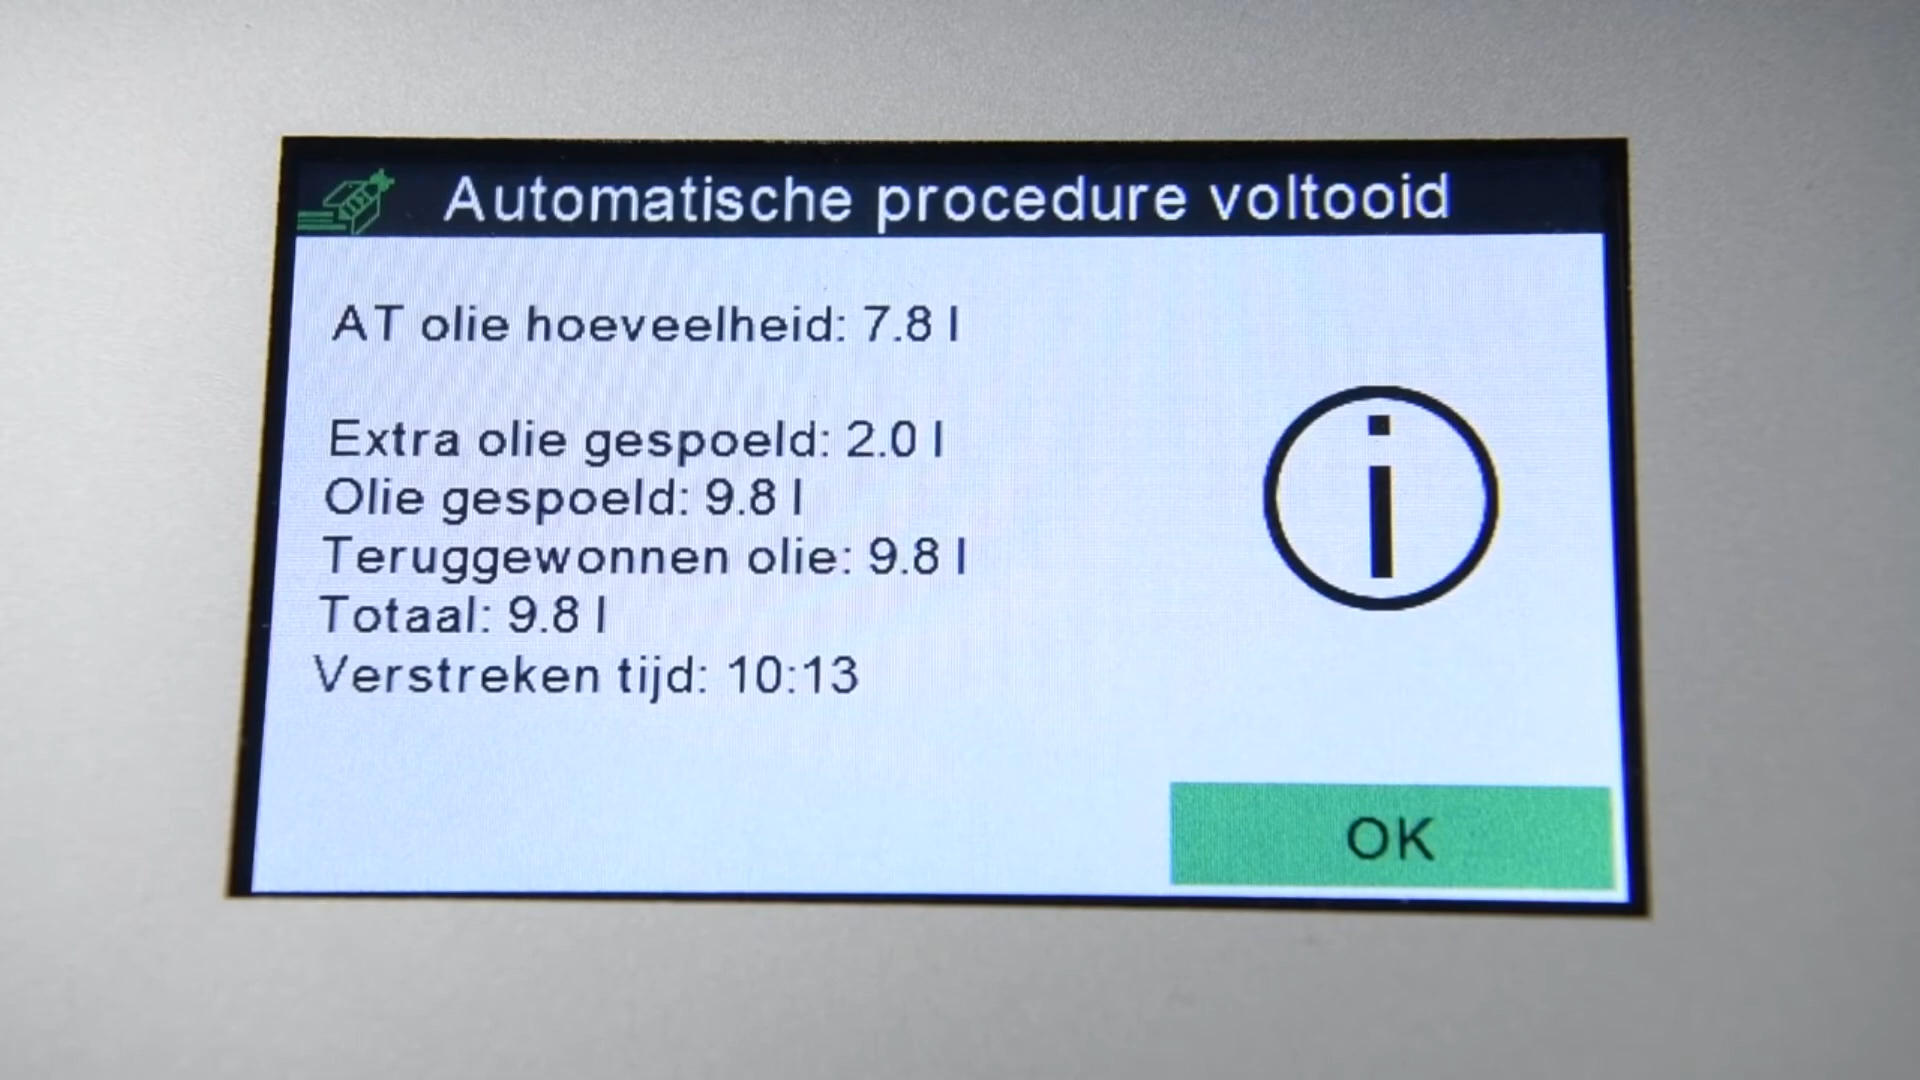 Automatische procedure voltooid
AT olie hoeveelheid: 7.8 l
Extra olie gespoeld: 2.0 l
Olie gespoeld: 9.8 l
Teruggewonnen olie: 9.8 l
Totaal: 9.8 l
Verstreken tijd: 10:13
OK